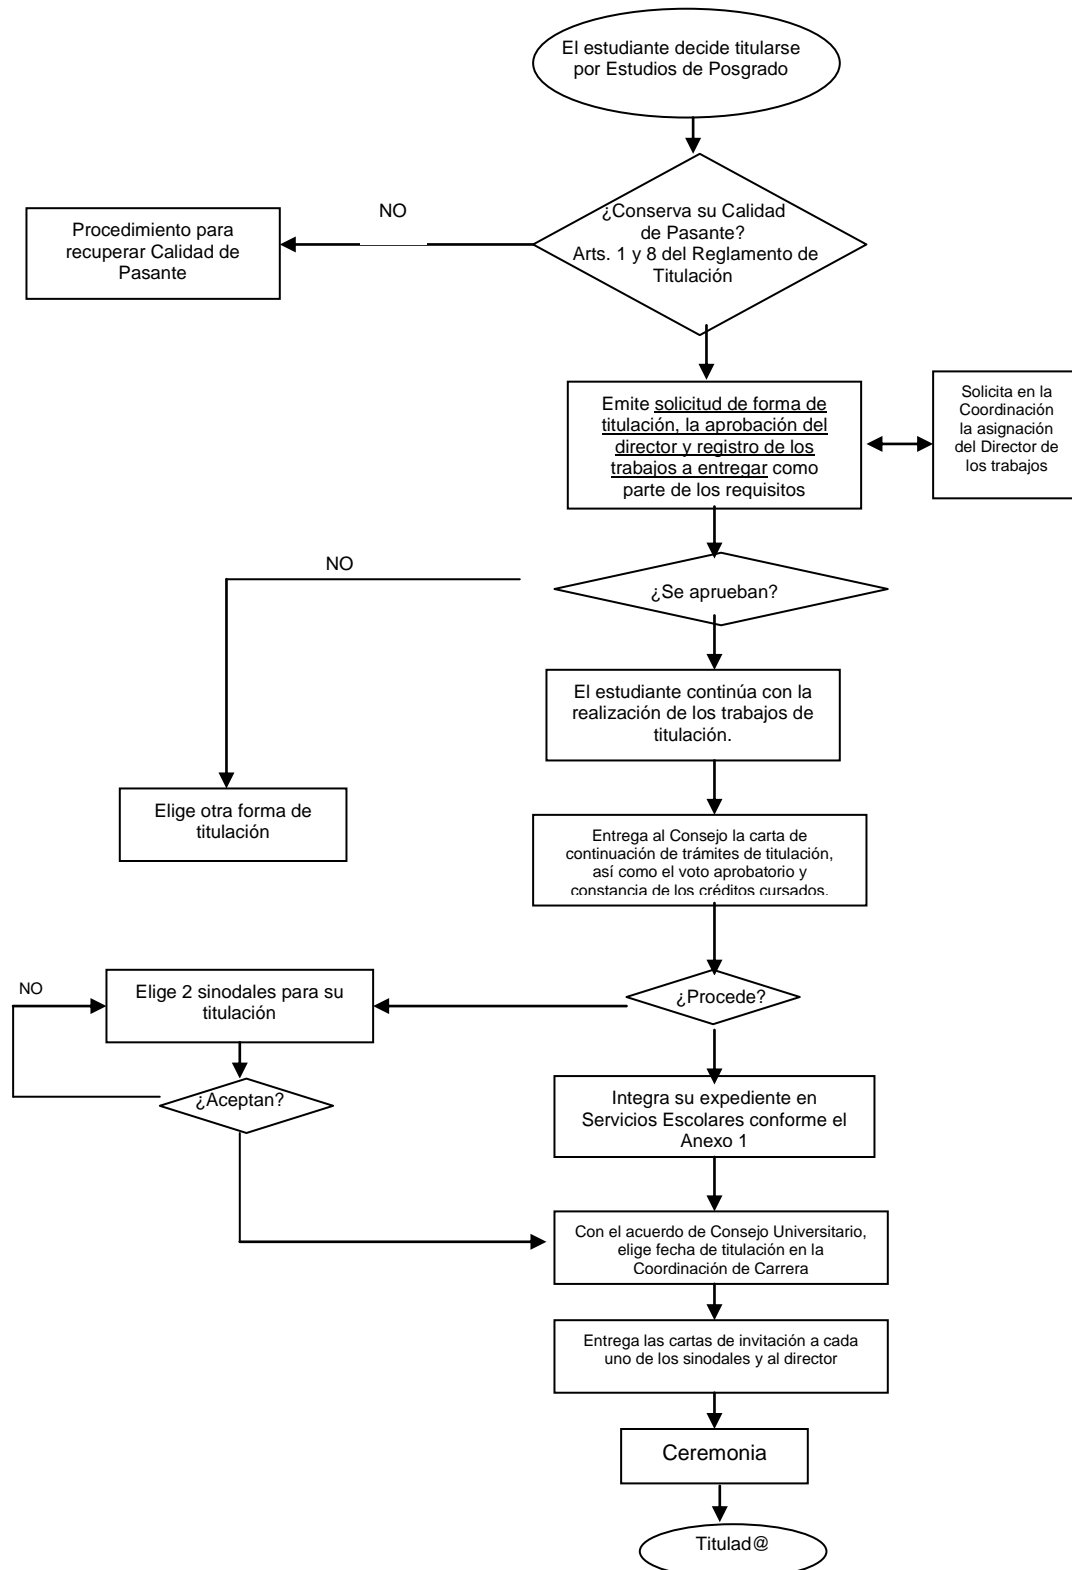 El estudiante decide titularse
por Estudios de Posgrado
¿Conserva su Calidad
de Pasante?
Arts. 1 y 8 del Reglamento de
Titulación
NO
Procedimiento para
recuperar Calidad de
Pasante
Emite solicitud de forma de
titulación, la aprobación del
director y registro de los
trabajos a entregar como
parte de los requisitos
Solicita en la
Coordinación
la asignación
del Director de
los trabajos
NO
¿Se aprueban?
El estudiante continúa con la
realización de los trabajos de
titulación.
Elige otra forma de
titulación
Entrega al Consejo la carta de
continuación de trámites de titulación,
así como el voto aprobatorio y
constancia de los créditos cursados.
¿Procede?
NO
Elige 2 sinodales para su
titulación
¿Aceptan?
Integra su expediente en
Servicios Escolares conforme el
Anexo 1
Con el acuerdo de Consejo Universitario,
elige fecha de titulación en la
Coordinación de Carrera
Entrega las cartas de invitación a cada
uno de los sinodales y al director
Ceremonia
Titulad@